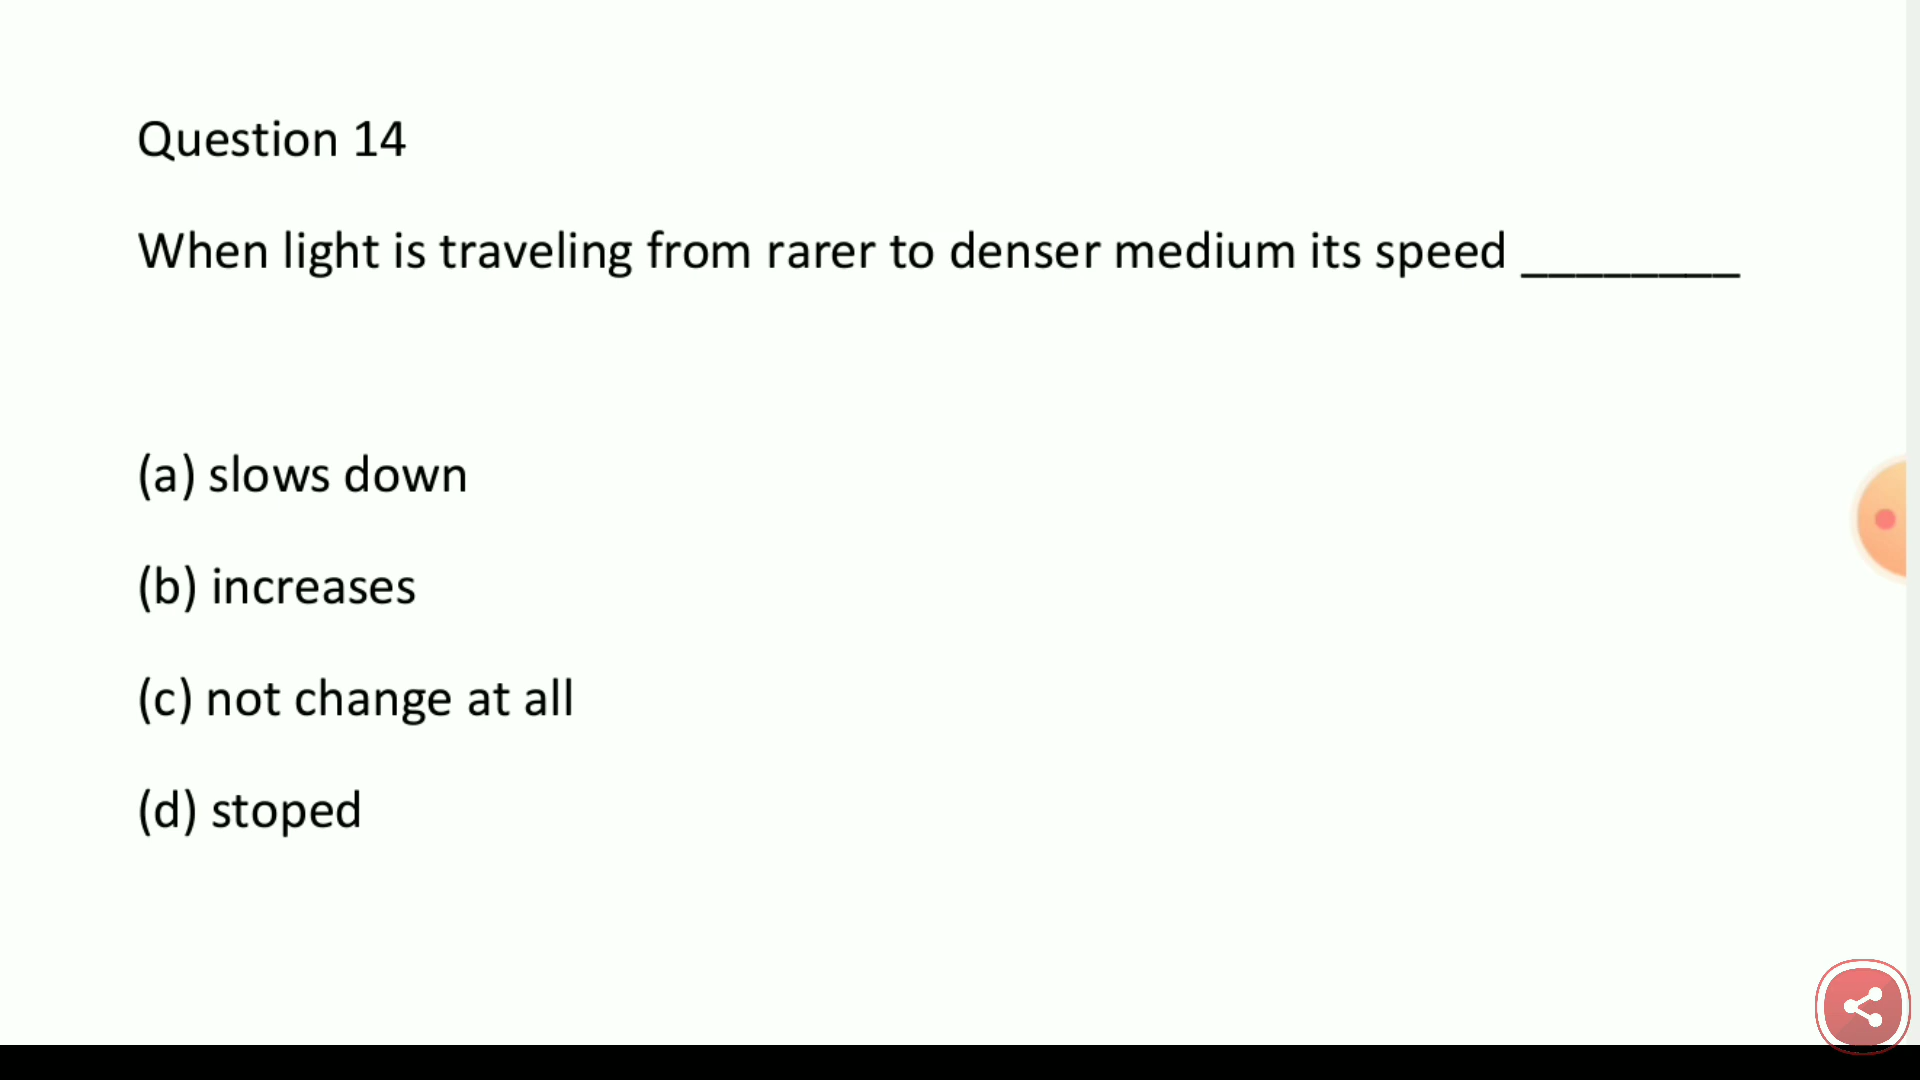 Question 14
When light is traveling from rarer to denser medium its speed ________
(a) slows down
(b) increases
(c) not change at all
(d) stoped